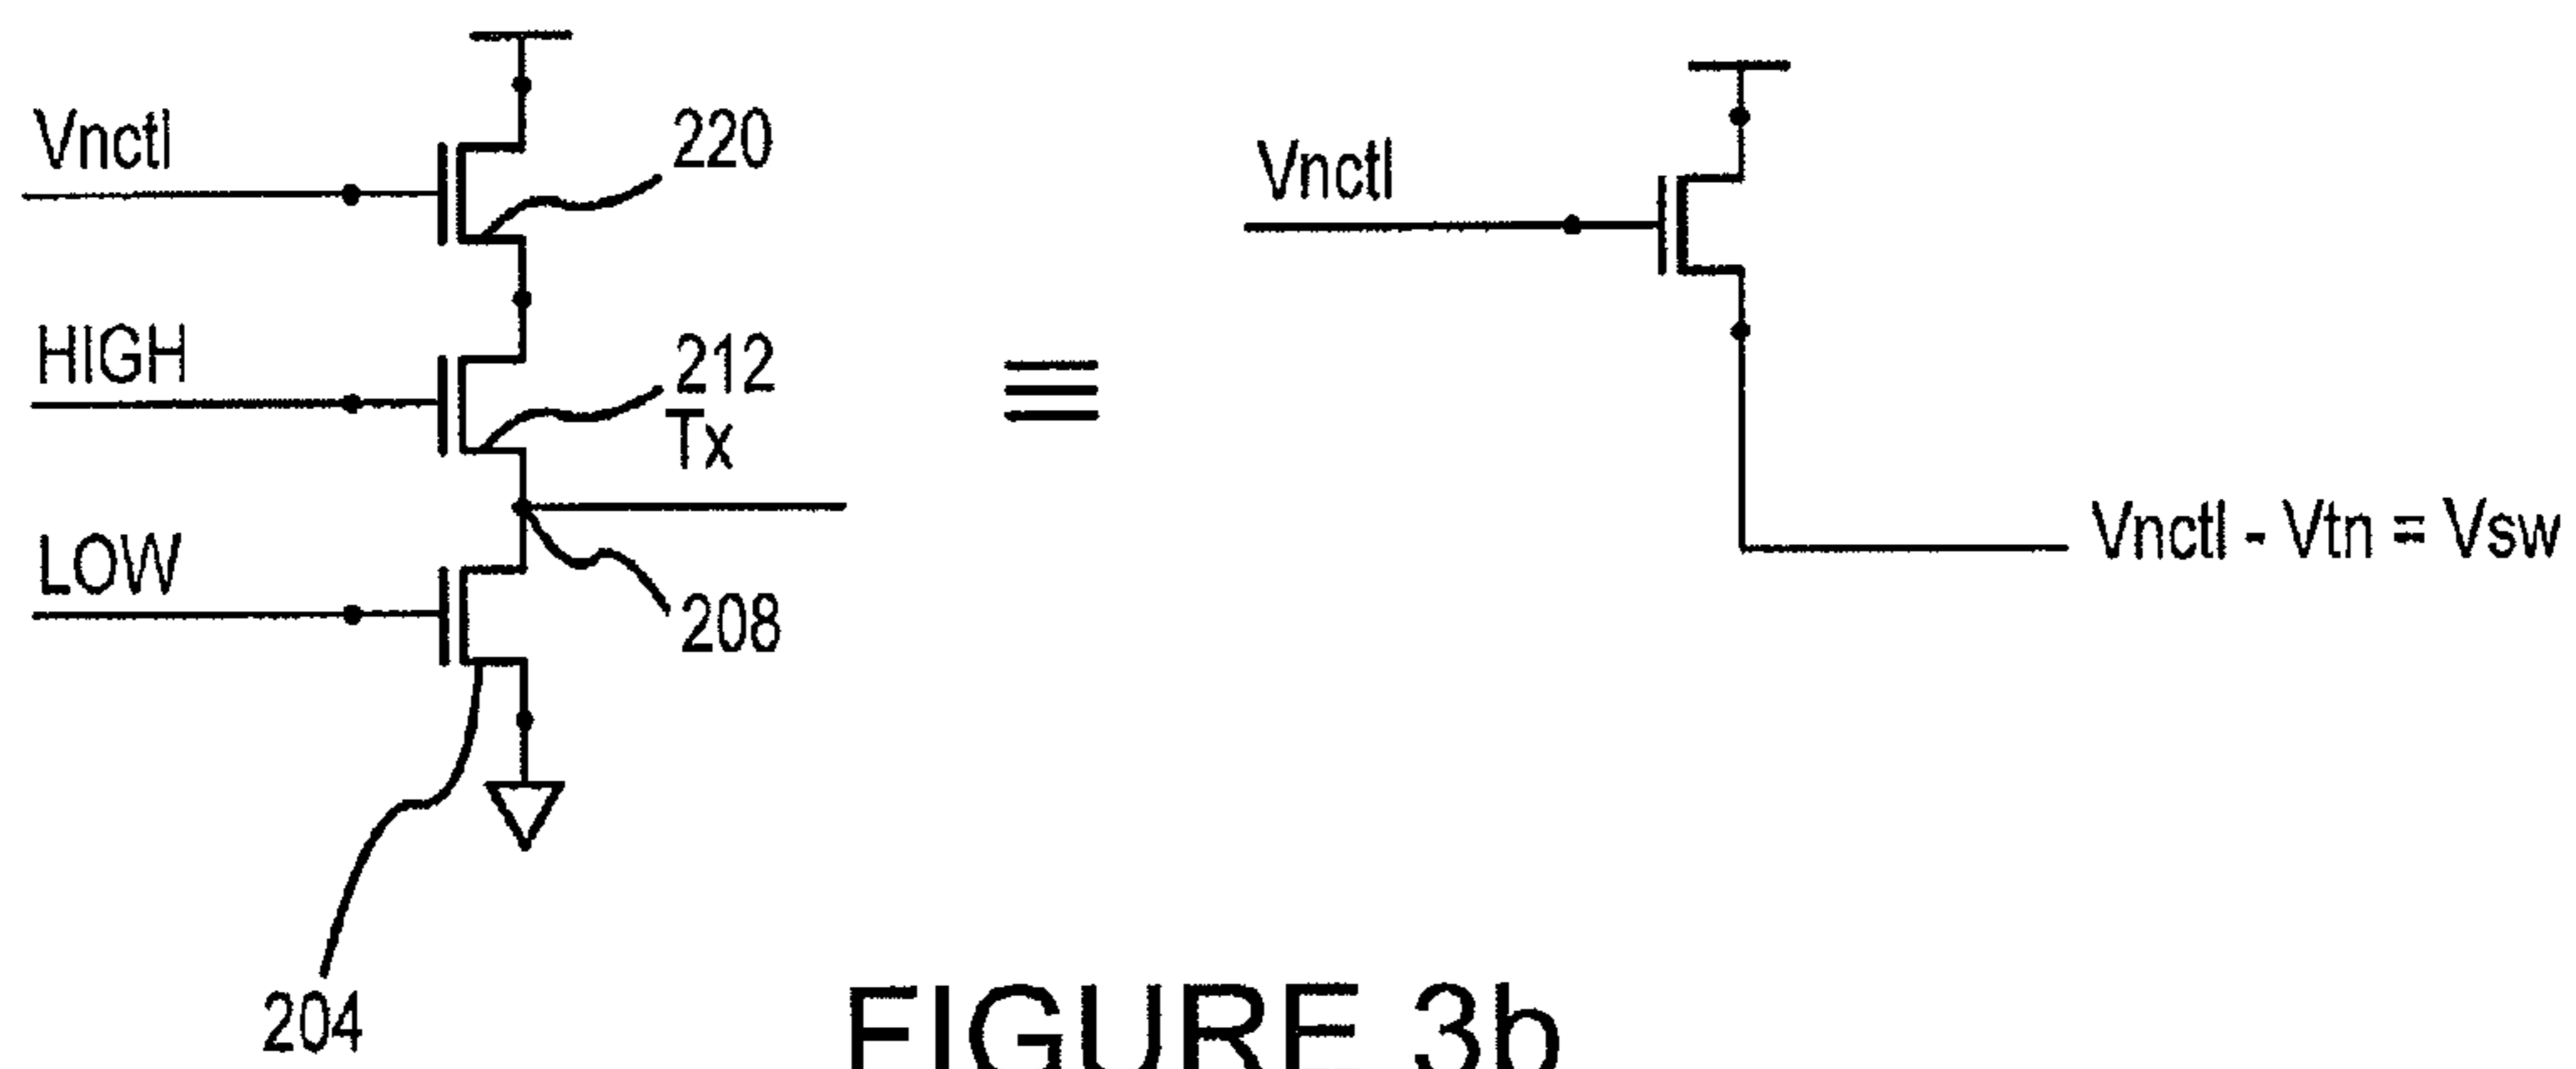 Vnctl
220
HIGH
212
Tx
LOW
208
204
≡
Vnctl
Vnctl - Vtn = Vsw
FIGURE 3b